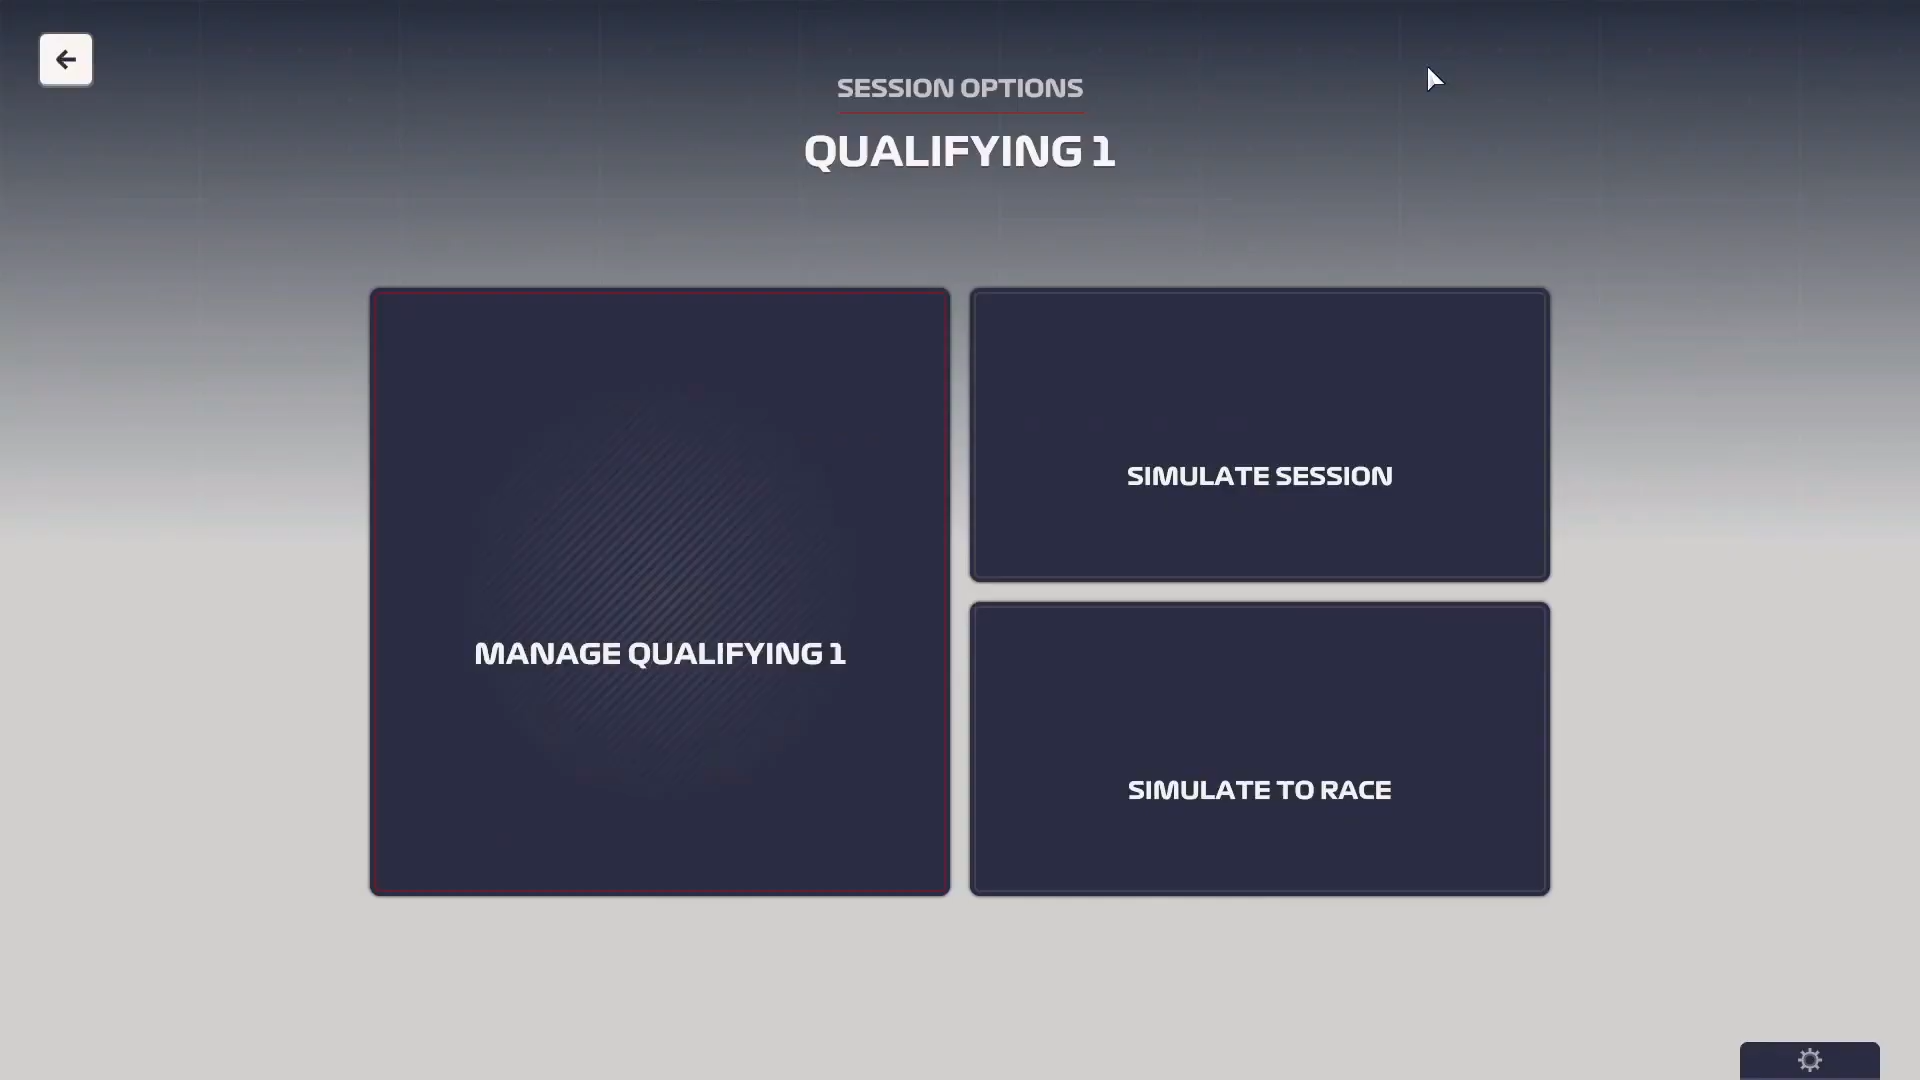 SESSION OPTIONS
QUALIFYING 1
MANAGE QUALIFYING 1
SIMULATE SESSION
SIMULATE TO RACE